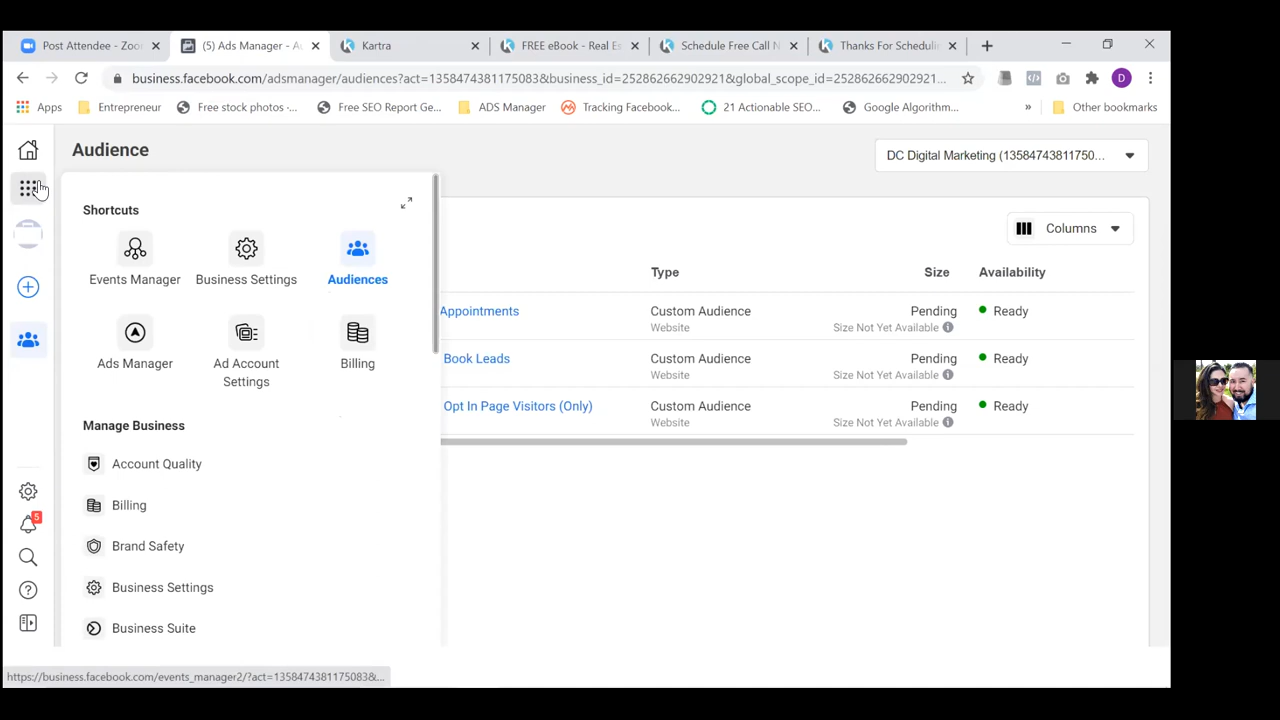 Post Attendee - Zoo
(5) Ads Manager - Au
Kartra
FREE eBook - Real Es
Schedule Free Call N
Thanks For Schedulin
business.facebook.com/adsmanager/audiences?act=1358474381175083&business_id=252862662902921&global_scope_id=252862662902921...
D
Apps
Entrepreneur
Free stock photos -...
Free SEO Report Ge...
ADS Manager
Tracking Facebook...
21 Actionable SEO...
Google Algorithm...
»
Other bookmarks
Audience
DC Digital Marketing (13584743811750...
Shortcuts
Columns
Events Manager
Business Settings
Audiences
Type
Size
Availability
Appointments
Custom Audience
Website
Pending
Size Not Yet Available
Ready
Ads Manager
Ad Account
Settings
Billing
Book Leads
Custom Audience
Website
Pending
Size Not Yet Available
Ready
Opt In Page Visitors (Only)
Custom Audience
Website
Pending
Size Not Yet Available
Ready
Manage Business
Account Quality
Billing
Brand Safety
Business Settings
Business Suite
5
https://business.facebook.com/events_manager2/?act=1358474381175083&...